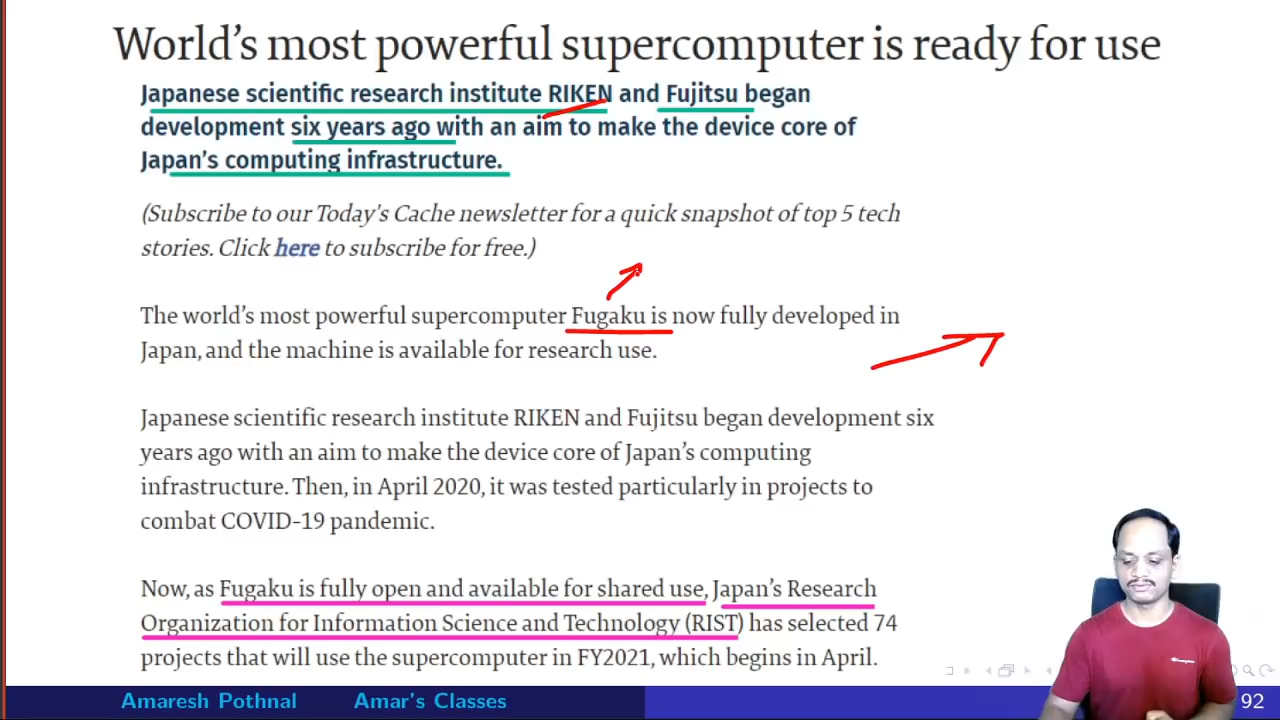 World’s most powerful supercomputer is ready for use
Japanese scientific research institute RIKEN and Fujitsu began
development six years ago with an aim to make the device core of
Japan’s computing infrastructure.
(Subscribe to our Today's Cache newsletter for a quick snapshot of top 5 tech
stories. Click here to subscribe for free.)
The world’s most powerful supercomputer Fugaku is now fully developed in
Japan, and the machine is available for research use.
Japanese scientific research institute RIKEN and Fujitsu began development six
years ago with an aim to make the device core of Japan’s computing
infrastructure. Then, in April 2020, it was tested particularly in projects to
combat COVID-19 pandemic.
Now, as Fugaku is fully open and available for shared use, Japan’s Research
Organization for Information Science and Technology (RIST) has selected 74
projects that will use the supercomputer in FY2021, which begins in April.
Amaresh Pothnal Amar’s Classes 92